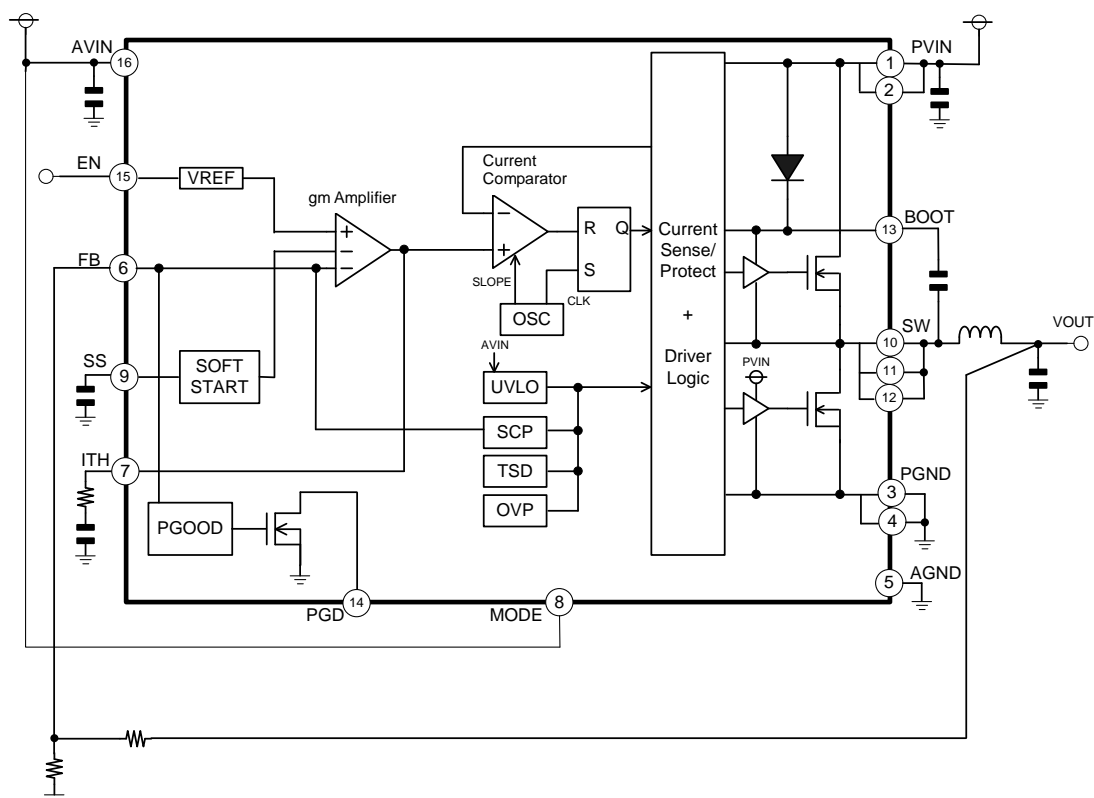 AVIN
16
PVIN
1
2
EN
15
VREF
gm Amplifier
Current
Comparator
R
Q
S
SLOPE
CLK
OSC
Current
Sense/
Protect
+
Driver
Logic
BOOT
13
FB
6
SS
9
SOFT
START
AVIN
UVLO
SCP
TSD
OVP
PVIN
SW
10
11
12
VOUT
ITH
7
PGOOD
PGND
3
4
AGND
5
PGD
14
MODE
8